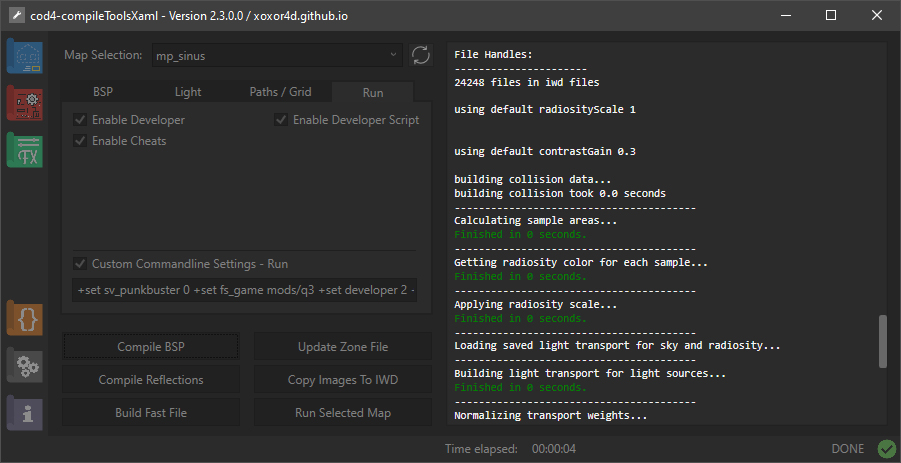 cod4-compileToolsXaml - Version 2.3.0.0 / xoxor4d.github.io
Map Selection: mp_sinus
BSP Light Paths / Grid Run
Enable Developer Enable Developer Script
Enable Cheats
Custom Commandline Settings - Run
+set sv_punkbuster 0 +set fs_game mods/q3 +set developer 2 -
Compile BSP Update Zone File
Compile Reflections Copy Images To IWD
Build Fast File Run Selected Map
FX
{}
i
File Handles:
----------------------
24248 files in iwd files
using default radiosityScale 1
using default contrastGain 0.3
building collision data...
building collision took 0.0 seconds
----------------------------------------
Calculating sample areas...
Finished in 0 seconds.
----------------------------------------
Getting radiosity color for each sample...
Finished in 0 seconds.
----------------------------------------
Applying radiosity scale...
Finished in 0 seconds.
----------------------------------------
Loading saved light transport for sky and radiosity...
----------------------------------------
Building light transport for light sources...
Finished in 0 seconds.
----------------------------------------
Normalizing transport weights...
Time elapsed: 00:00:04 DONE